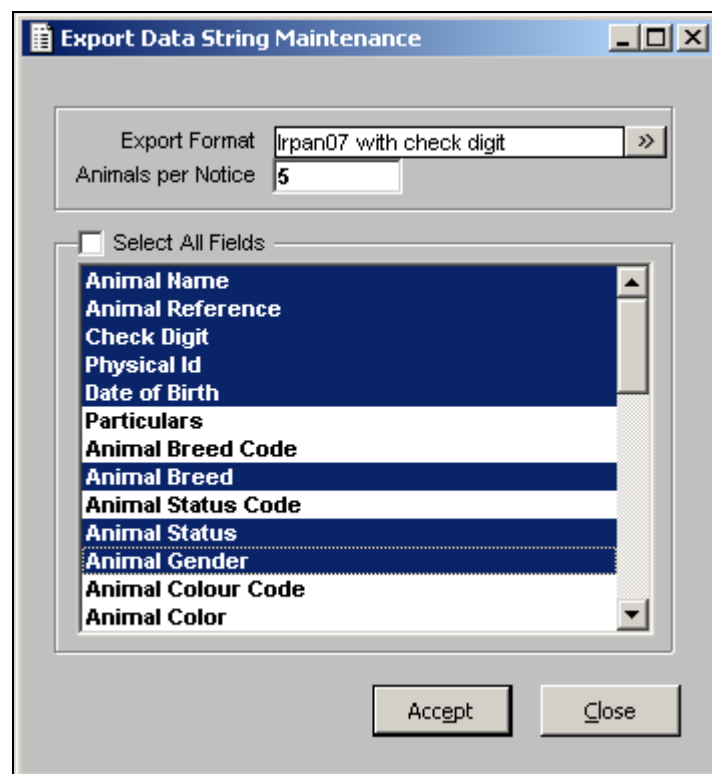 Export Data String Maintenance
Export Format lrpan07 with check digit »
Animals per Notice 5
Select All Fields
Animal Name
Animal Reference
Check Digit
Physical Id
Date of Birth
Particulars
Animal Breed Code
Animal Breed
Animal Status Code
Animal Status
Animal Gender
Animal Colour Code
Animal Color
Accept Close